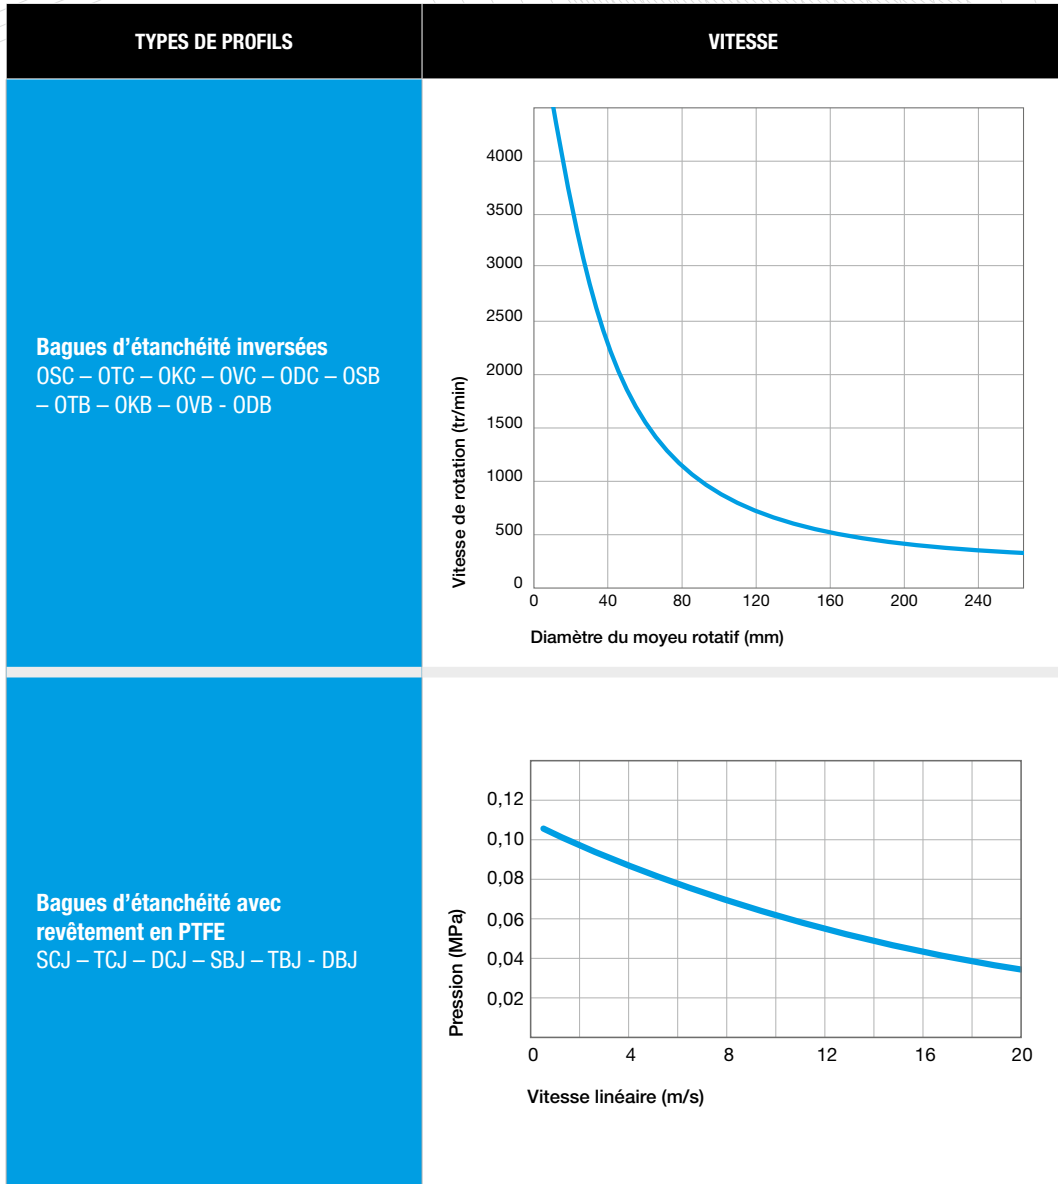 TYPES DE PROFILS
VITESSE
Bagues d’étanchéité inversées
OSC – OTC – OKC – OVC – ODC – OSB
– OTB – OKB – OVB - ODB
Vitesse de rotation (tr/min)
4000
3500
3000
2500
2000
1500
1000
500
0
0 40 80 120 160 200 240
Diamètre du moyeu rotatif (mm)
Bagues d’étanchéité avec
revêtement en PTFE
SCJ – TCJ – DCJ – SBJ – TBJ - DBJ
Pression (MPa)
0,12
0,10
0,08
0,06
0,04
0,02
0 4 8 12 16 20
Vitesse linéaire (m/s)